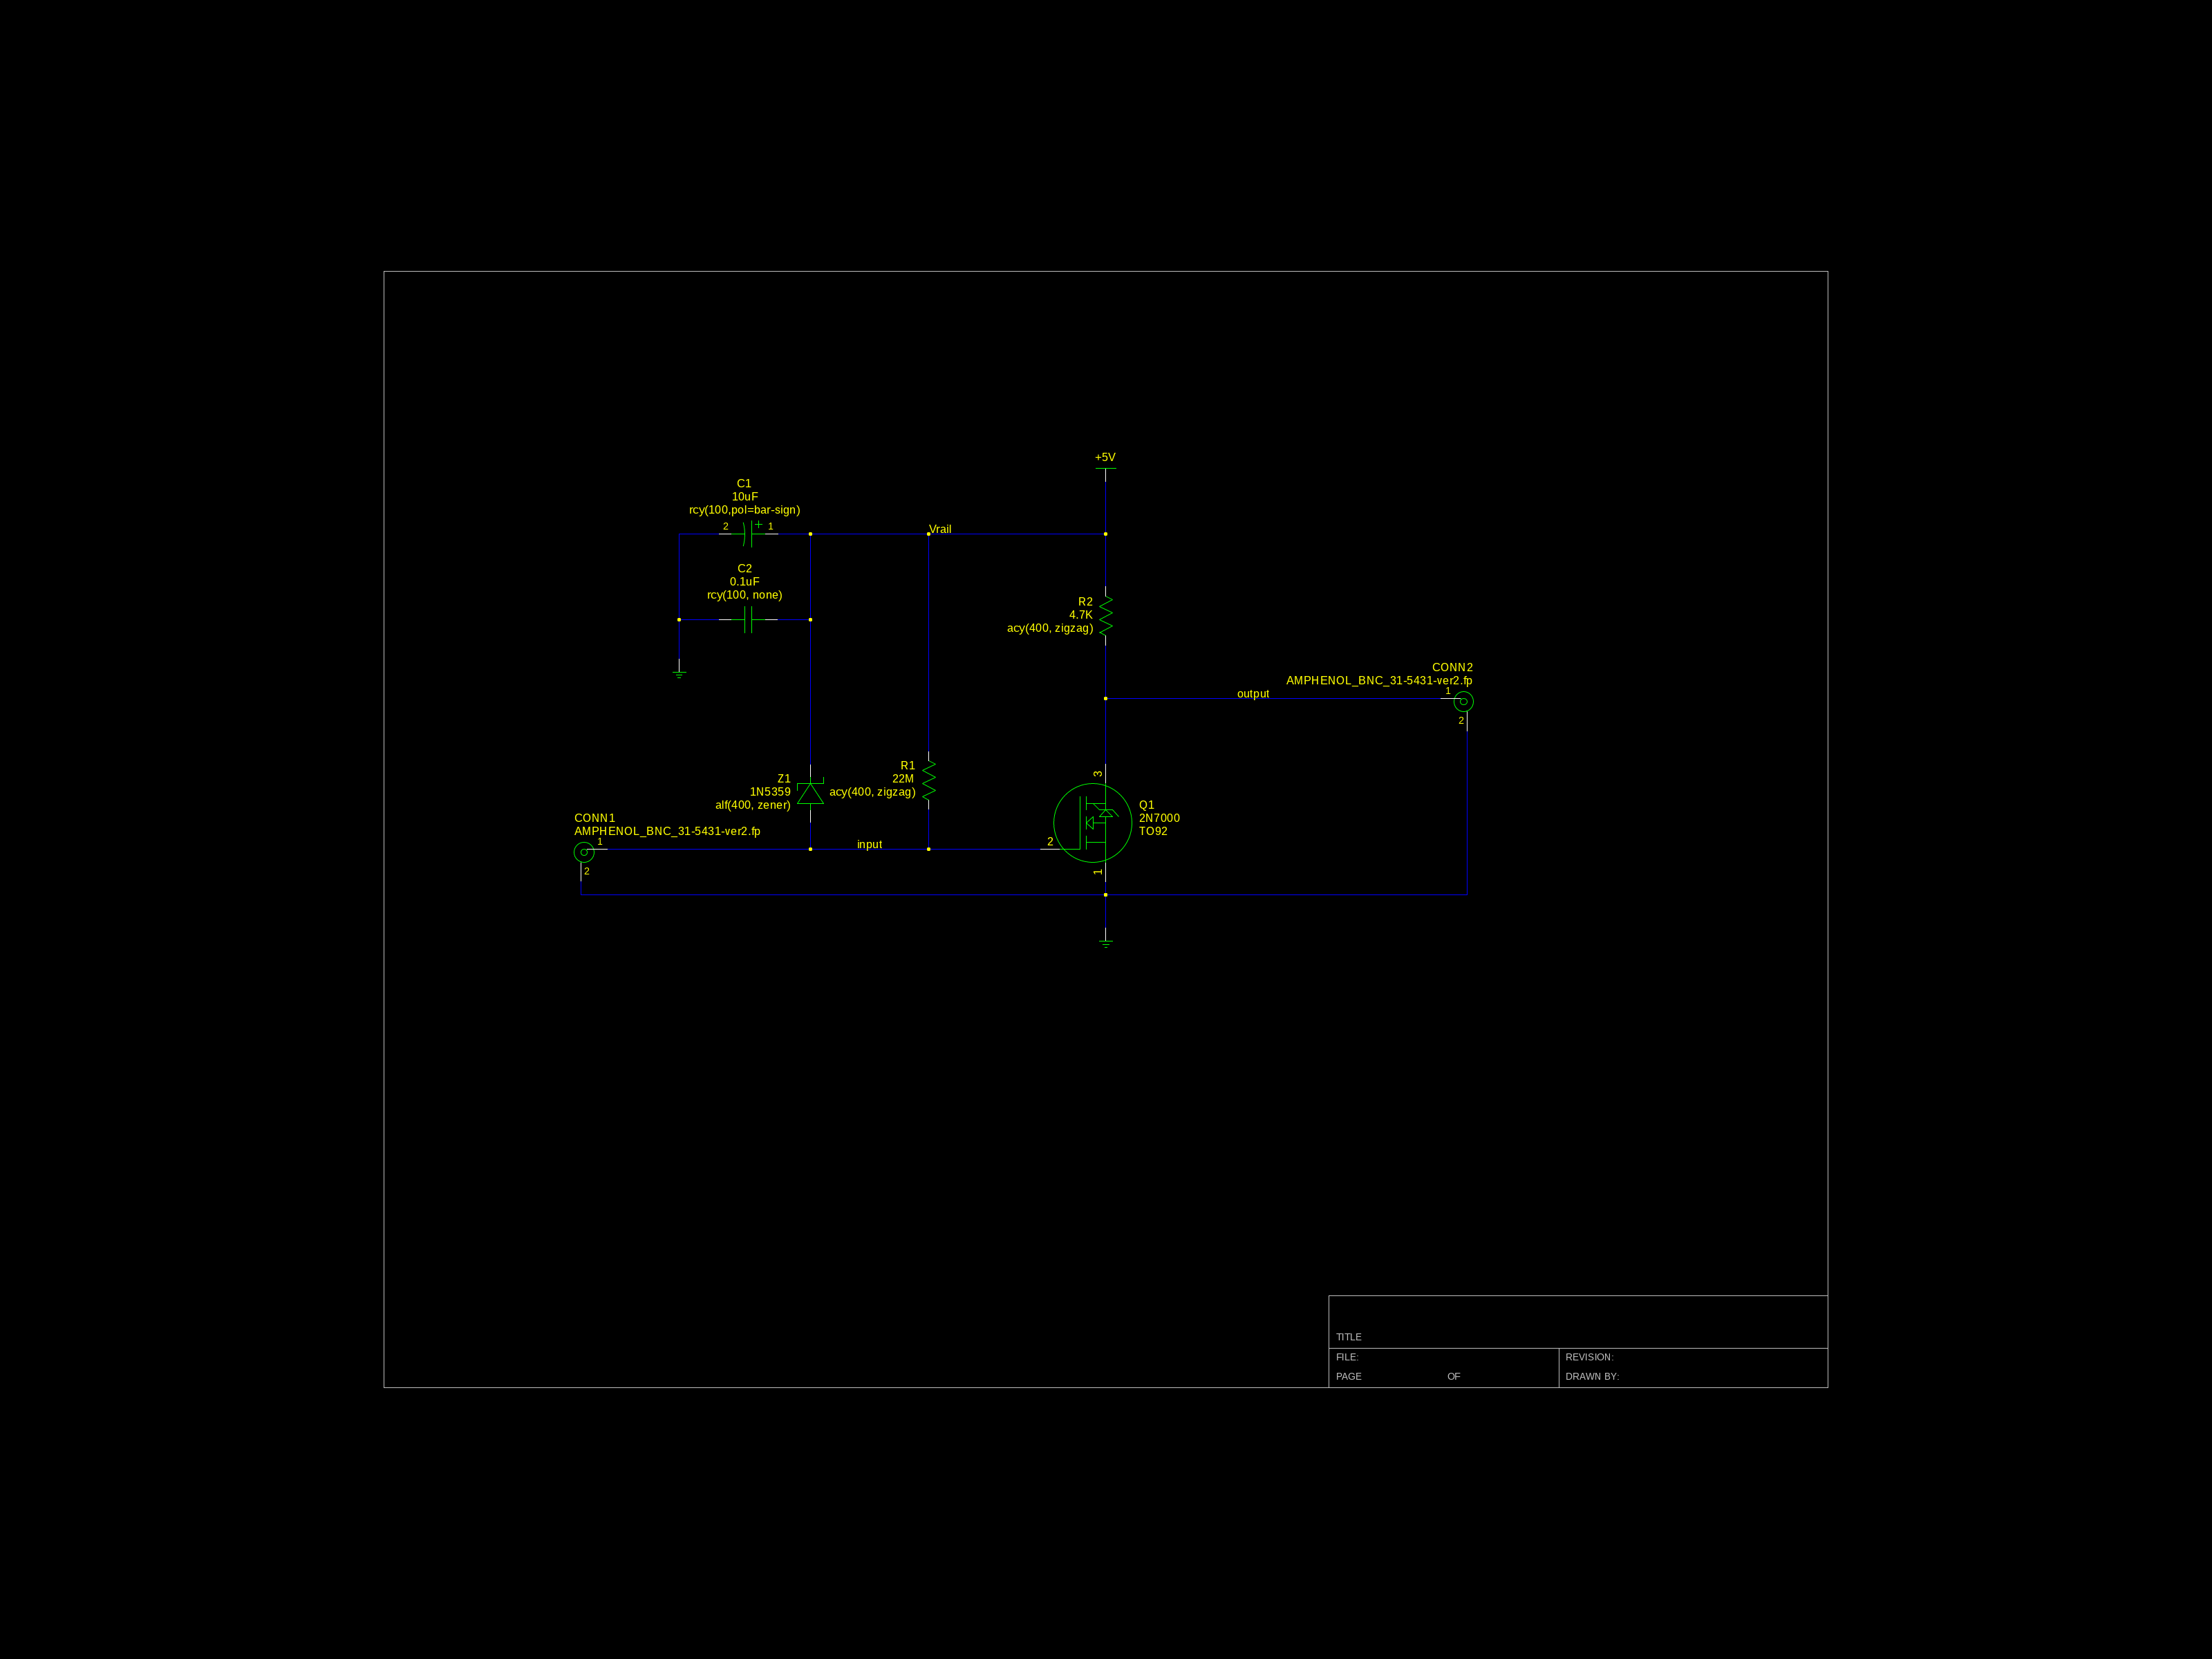 +5V
C1
10uF
rcy(100,pol=bar-sign)
2
1
Vrail
C2
0.1uF
rcy(100, none)
R2
4.7K
acy(400, zigzag)
CONN2
AMPHENOL_BNC_31-5431-ver2.fp
1
output
2
R1
22M
acy(400, zigzag)
Z1
1N5359
alf(400, zener)
3
Q1
2N7000
TO92
CONN1
AMPHENOL_BNC_31-5431-ver2.fp
1
input
2
2
1
TITLE
FILE:
REVISION:
PAGE OF
DRAWN BY: